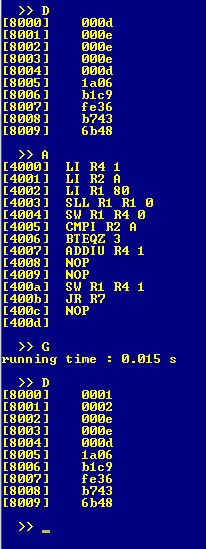 >> D
[8000] 000d
[8001] 000e
[8002] 000e
[8003] 000e
[8004] 000d
[8005] 1a06
[8006] b1c9
[8007] fe36
[8008] b743
[8009] 6b48
>> A
[4000] LI R4 1
[4001] LI R2 A
[4002] LI R1 80
[4003] SLL R1 R1 0
[4004] SW R1 R4 0
[4005] CMPI R2 A
[4006] BTEQZ 3
[4007] ADDIU R4 1
[4008] NOP
[4009] NOP
[400a] SW R1 R4 1
[400b] JR R7
[400c] NOP
[400d]
>> G
running time : 0.015 s
>> D
[8000] 0001
[8001] 0002
[8002] 000e
[8003] 000e
[8004] 000d
[8005] 1a06
[8006] b1c9
[8007] fe36
[8008] b743
[8009] 6b48
>> _